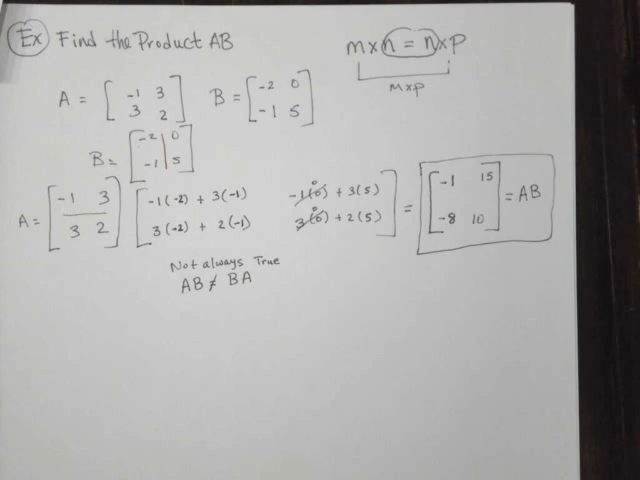 Ex Find the Product AB
m x n = n x p
m x p
A = [ -1 3
3 2 ] B = [ -2 0
-1 5 ]
B = [ -2 | 0
-1 | 5 ]
A = [ -1 3
3 2 ] [ -1(-2) + 3(-1) -1(0) + 3(5)
3(-2) + 2(-1) 3(0) + 2(5) ] = [ -1 15
-8 10 ] = AB
Not always True
AB ≠ BA